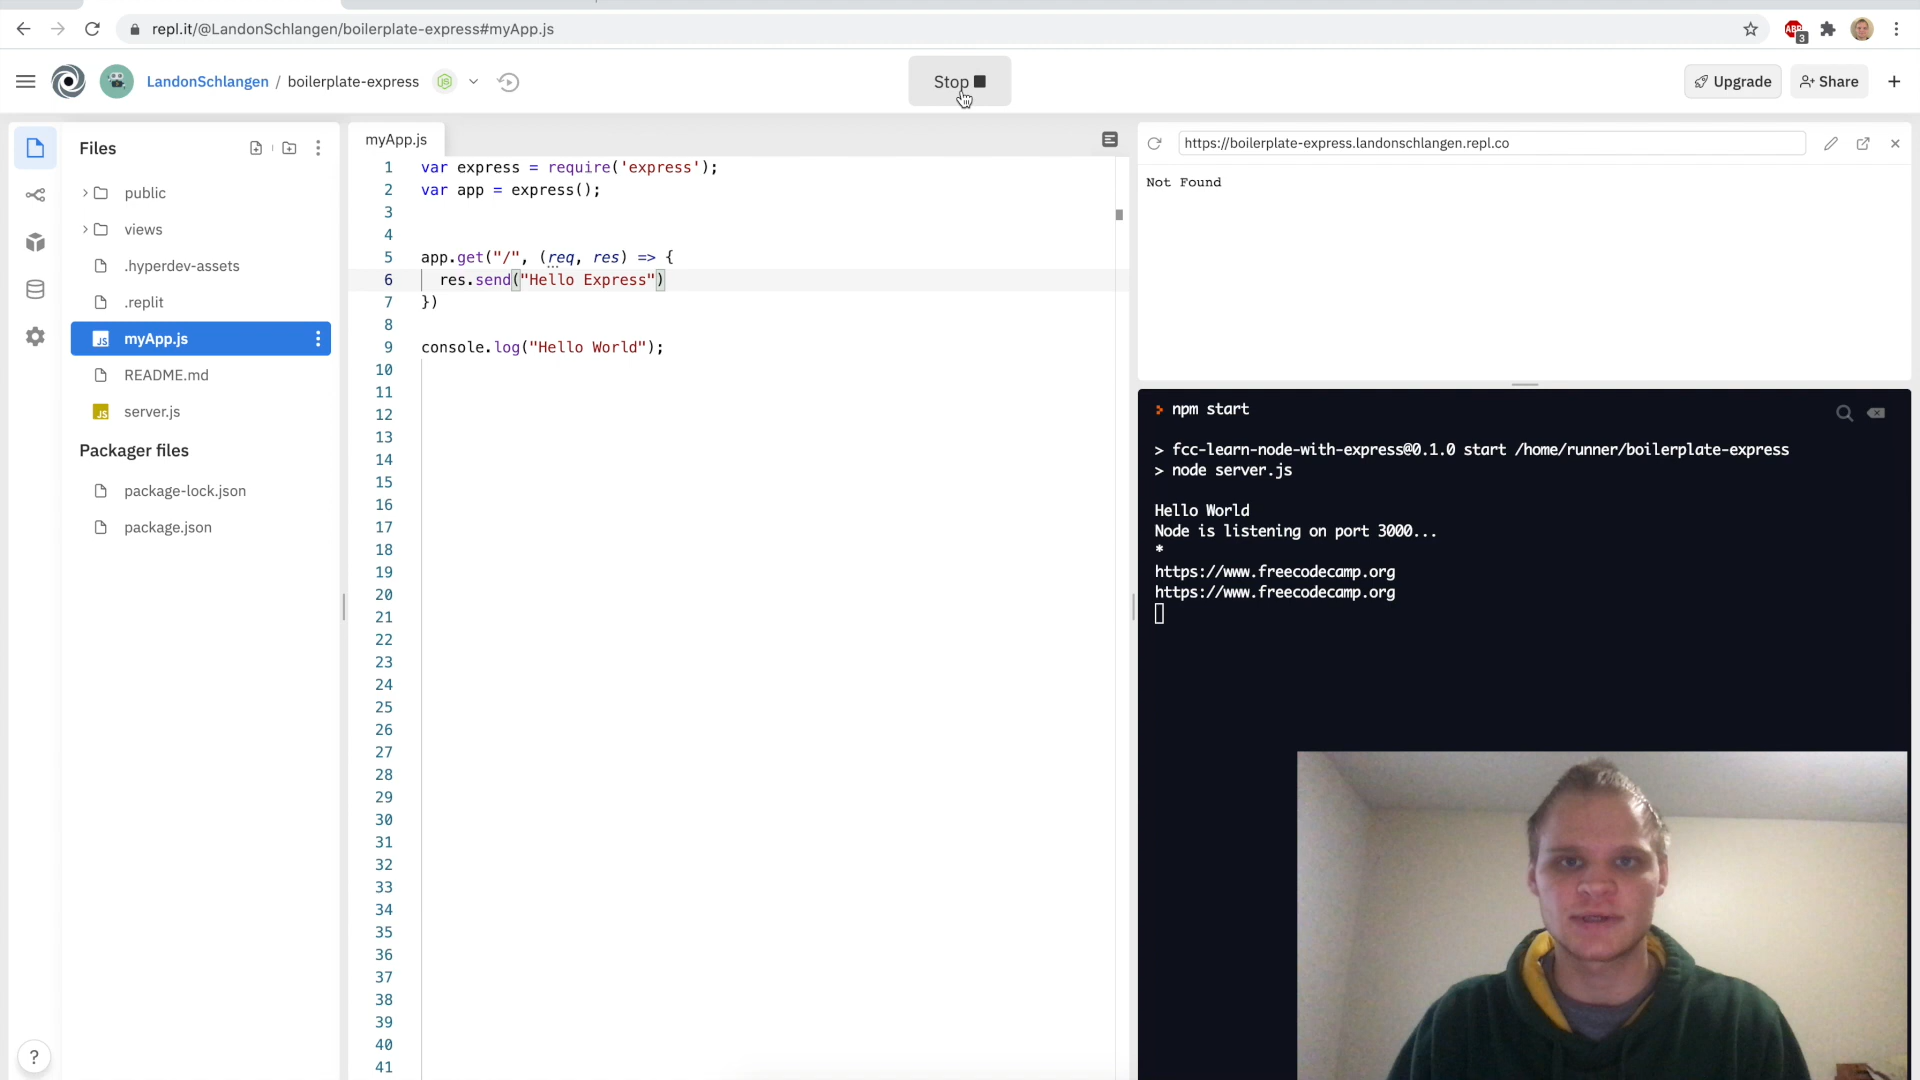 repl.it/@LandonSchlangen/boilerplate-express#myApp.js
ABP
3
LandonSchlangen / boilerplate-express
Stop
Upgrade
Share
Files
public
views
.hyperdev-assets
.replit
myApp.js
README.md
server.js
Packager files
package-lock.json
package.json
myApp.js
1 var express = require('express');
2 var app = express();
3
4
5 app.get("/", (req, res) => {
6 res.send("Hello Express")
7 })
8
9 console.log("Hello World");
10
11
12
13
14
15
16
17
18
19
20
21
22
23
24
25
26
27
28
29
30
31
32
33
34
35
36
37
38
39
40
41
https://boilerplate-express.landonschlangen.repl.co
Not Found
npm start
> fcc-learn-node-with-express@0.1.0 start /home/runner/boilerplate-express
> node server.js
Hello World
Node is listening on port 3000...
*
https://www.freecodecamp.org
https://www.freecodecamp.org
?